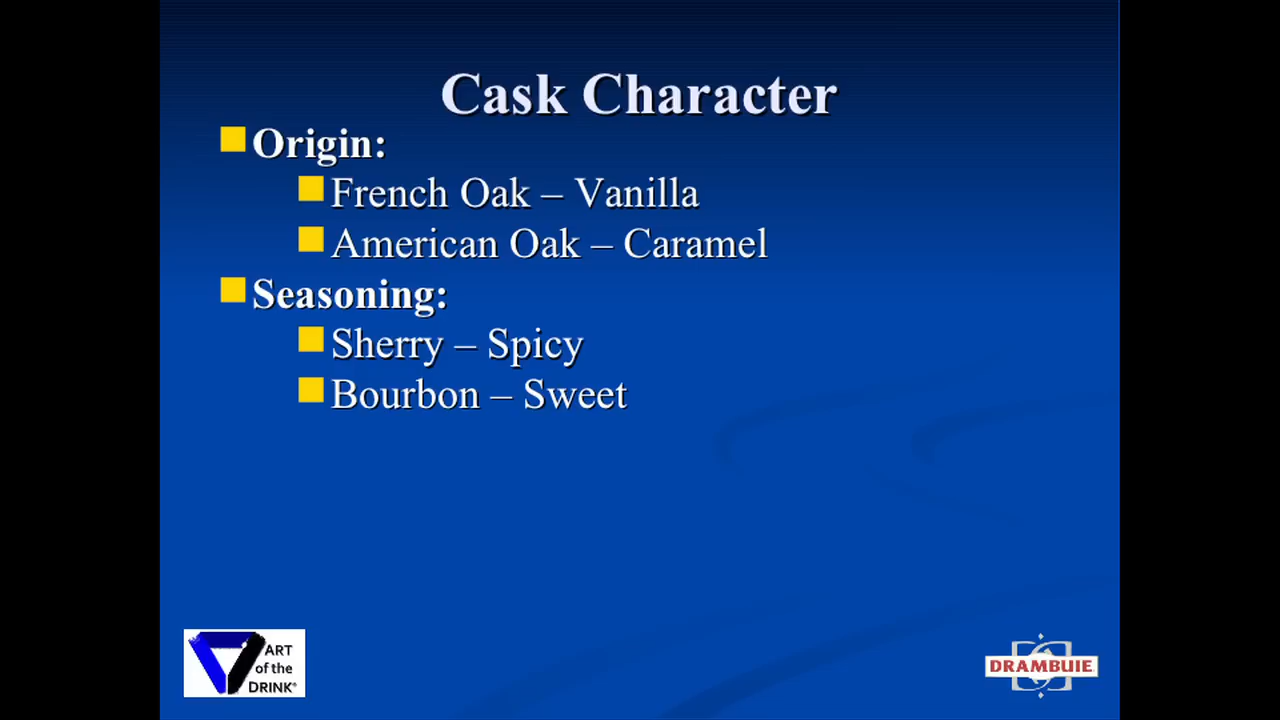 Cask Character
Origin:
French Oak – Vanilla
American Oak – Caramel
Seasoning:
Sherry – Spicy
Bourbon – Sweet
ART
of the
DRINK®
DRAMBUIE